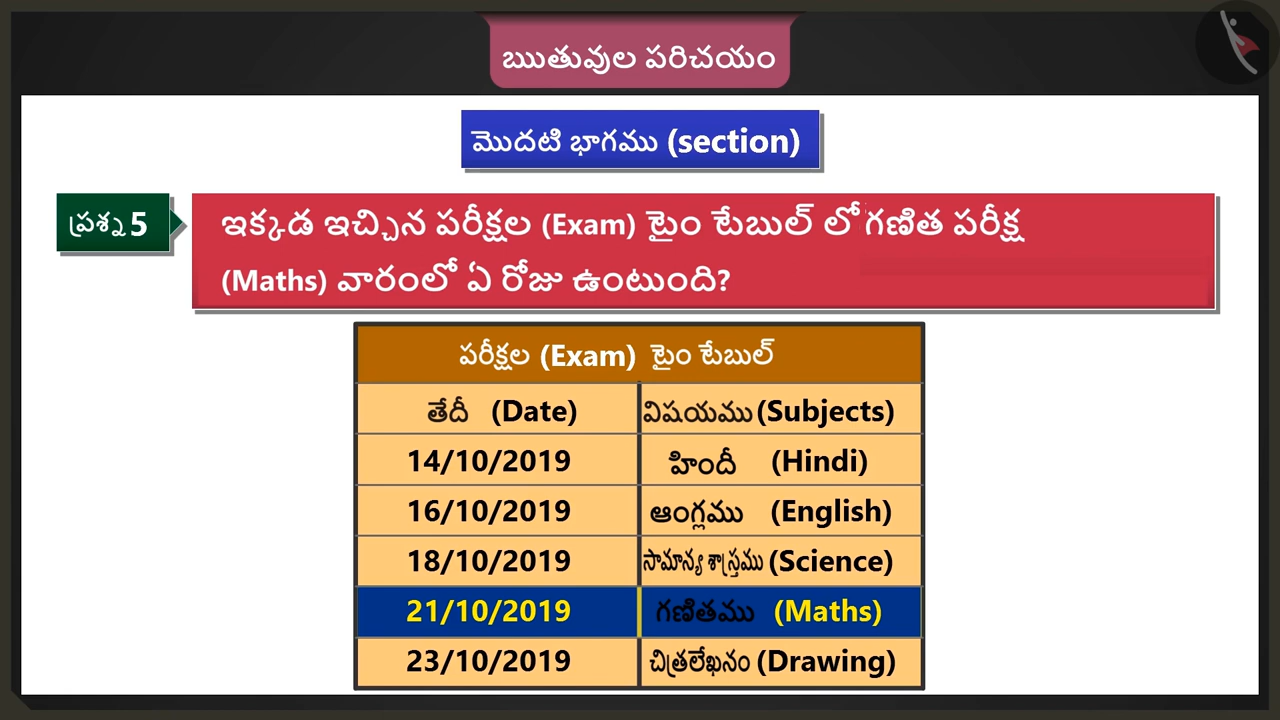 ఋతువుల పరిచయం
మొదటి భాగము (section)
ప్రశ్న 5
ఇక్కడ ఇచ్చిన పరీక్షల (Exam) టైం టేబుల్ లో గణిత పరీక్ష
(Maths) వారంలో ఏ రోజు ఉంటుంది?
పరీక్షల (Exam) టైం టేబుల్
తేదీ (Date) విషయము (Subjects)
14/10/2019 హిందీ (Hindi)
16/10/2019 ఆంగ్లము (English)
18/10/2019 సామాన్య శాస్త్రము (Science)
21/10/2019 గణితము (Maths)
23/10/2019 చిత్రలేఖనం (Drawing)